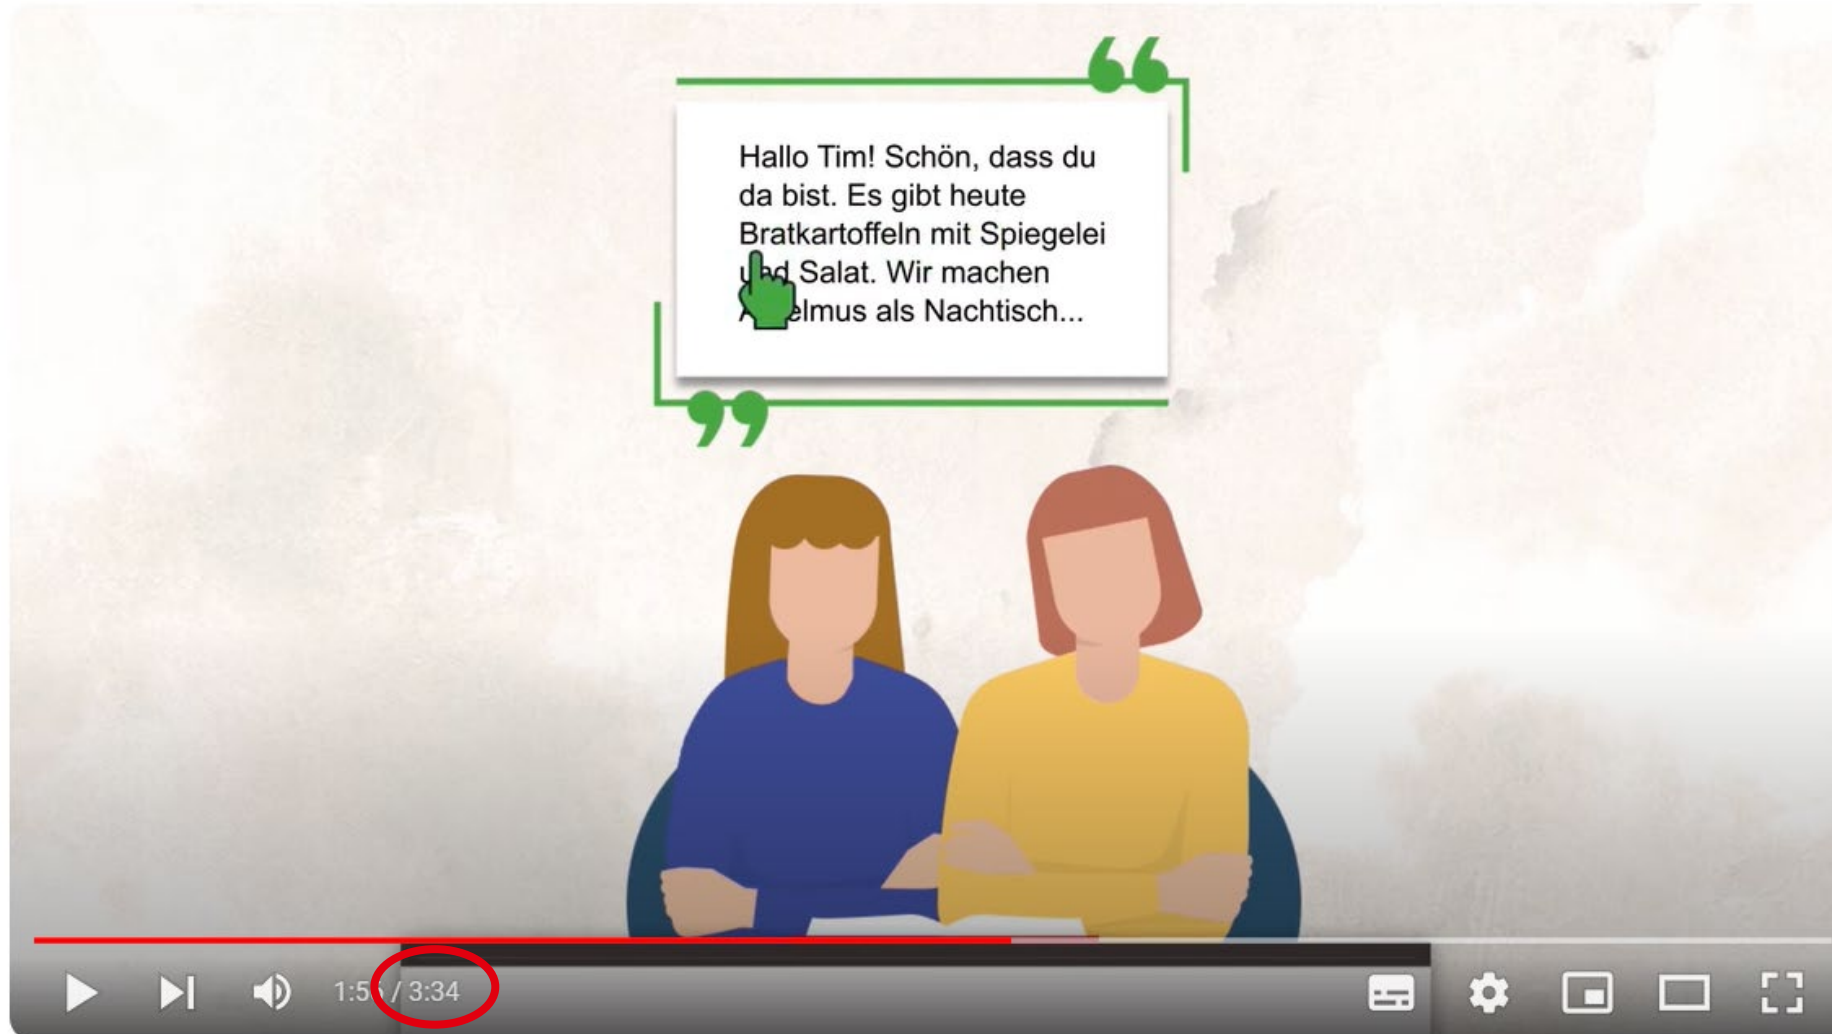 Hallo Tim! Schön, dass du
da bist. Es gibt heute
Bratkartoffeln mit Spiegelei
und Salat. Wir machen
als Nachtisch...
/ 3:34